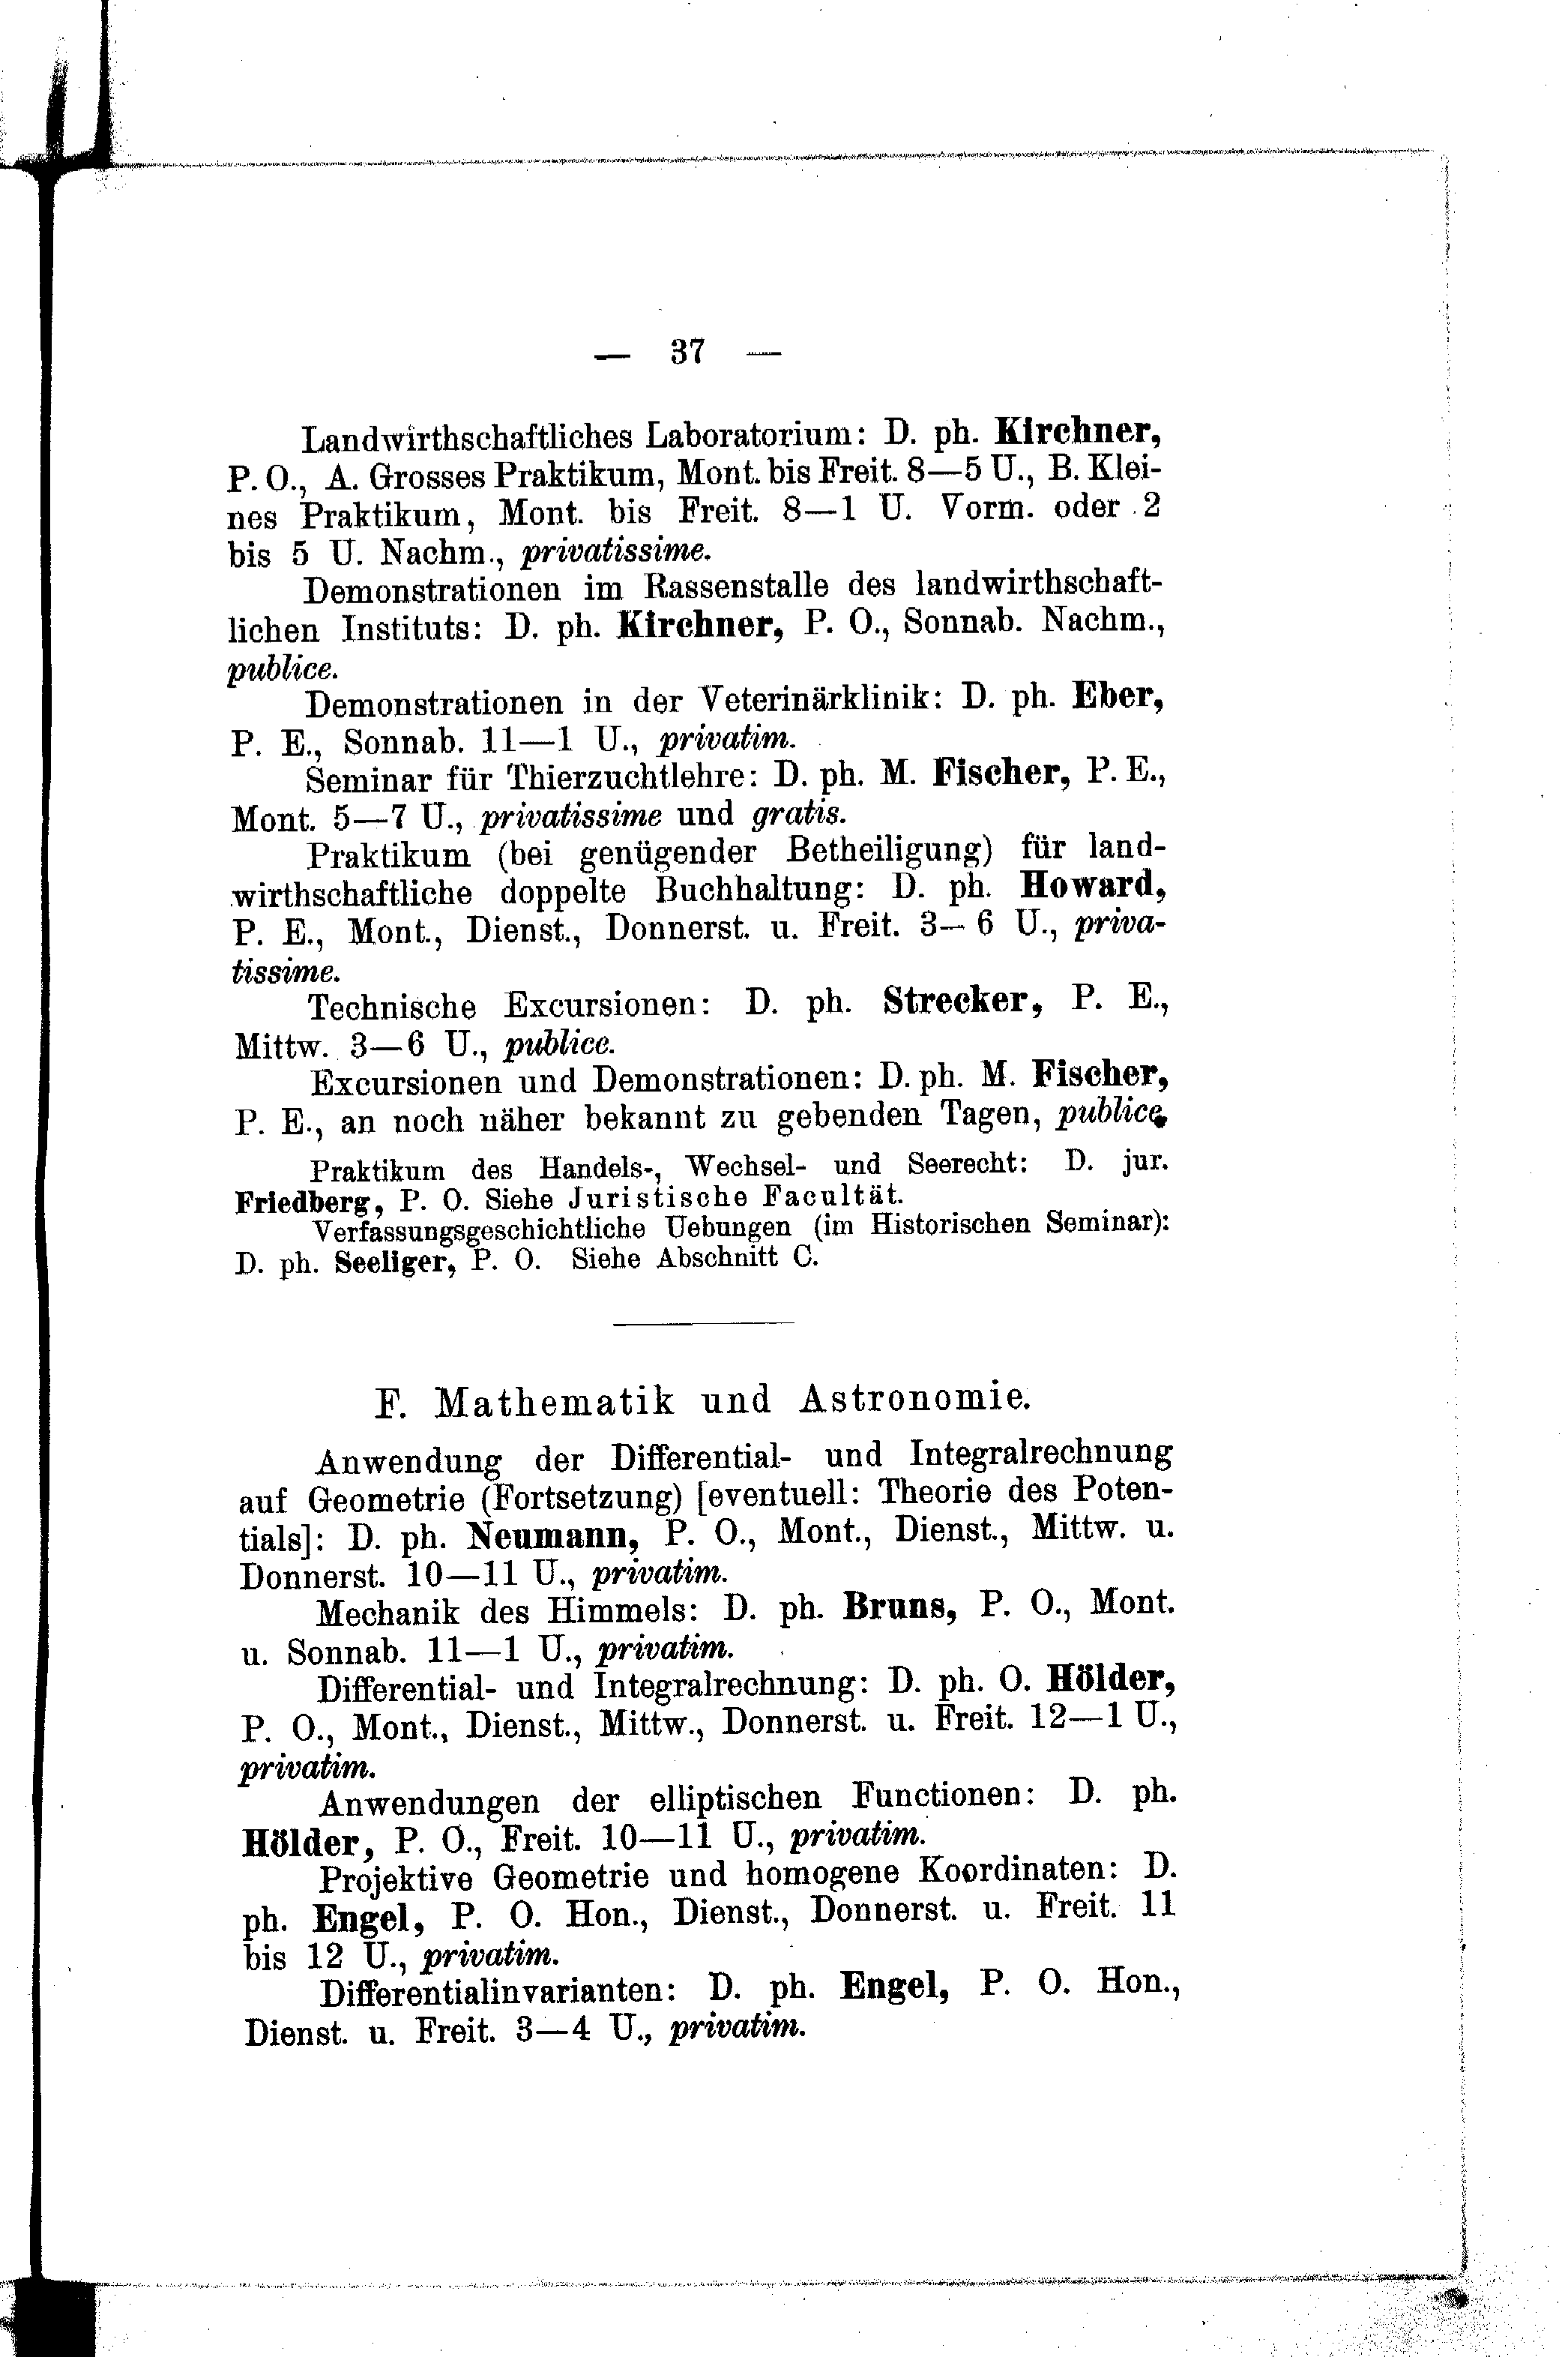 — 37 —
Landwirthschaftliches Laboratorium: D. ph. Kirchner,
P. O., A. Grosses Praktikum, Mont. bis Freit. 8—5 U., B. Klei-
nes Praktikum, Mont. bis Freit. 8—1 U. Vorm. oder 2
bis 5 U. Nachm., privatissime.
Demonstrationen im Rassenstalle des landwirthschaft-
lichen Instituts: D. ph. Kirchner, P. O., Sonnab. Nachm.,
publice.
Demonstrationen in der Veterinärklinik: D. ph. Eber,
P. E., Sonnab. 11—1 U., privatim.
Seminar für Thierzuchtlehre: D. ph. M. Fischer, P. E.,
Mont. 5—7 U., privatissime und gratis.
Praktikum (bei genügender Betheiligung) für land-
wirthschaftliche doppelte Buchhaltung: D. ph. Howard,
P. E., Mont., Dienst., Donnerst. u. Freit. 3—6 U., priva-
tissime.
Technische Excursionen: D. ph. Strecker, P. E.,
Mittw. 3—6 U., publice.
Excursionen und Demonstrationen: D. ph. M. Fischer,
P. E., an noch näher bekannt zu gebenden Tagen, publice.
Praktikum des Handels-, Wechsel- und Seerecht: D. jur.
Friedberg, P. O. Siehe Juristische Facultät.
Verfassungsgeschichtliche Uebungen (im Historischen Seminar):
D. ph. Seeliger, P. O. Siehe Abschnitt C.
F. Mathematik und Astronomie.
Anwendung der Differential- und Integralrechnung
auf Geometrie (Fortsetzung) [eventuell: Theorie des Poten-
tials]: D. ph. Neumann, P. O., Mont., Dienst., Mittw. u.
Donnerst. 10—11 U., privatim.
Mechanik des Himmels: D. ph. Bruns, P. O., Mont.
u. Sonnab. 11—1 U., privatim.
Differential- und Integralrechnung: D. ph. O. Hölder,
P. O., Mont., Dienst., Mittw., Donnerst. u. Freit. 12—1 U.,
privatim.
Anwendungen der elliptischen Functionen: D. ph.
Hölder, P. O., Freit. 10—11 U., privatim.
Projektive Geometrie und homogene Koordinaten: D.
ph. Engel, P. O. Hon., Dienst., Donnerst. u. Freit. 11
bis 12 U., privatim.
Differentialinvarianten: D. ph. Engel, P. O. Hon.,
Dienst. u. Freit. 3—4 U., privatim.